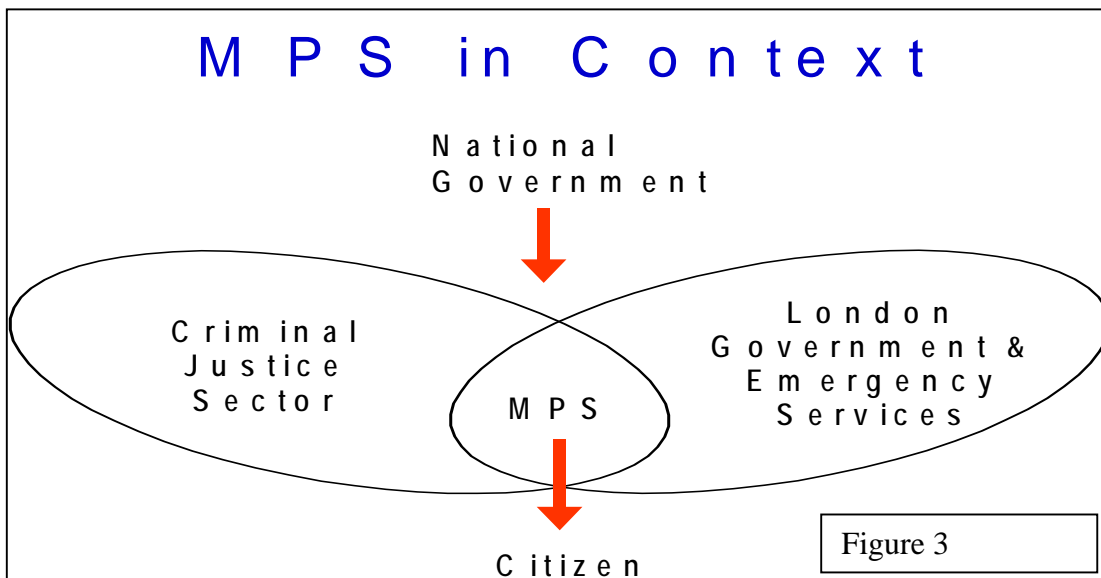 MPS in Context
National
Government
Criminal
Justice
Sector
MPS
London
Government &
Emergency
Services
Citizen
Figure 3